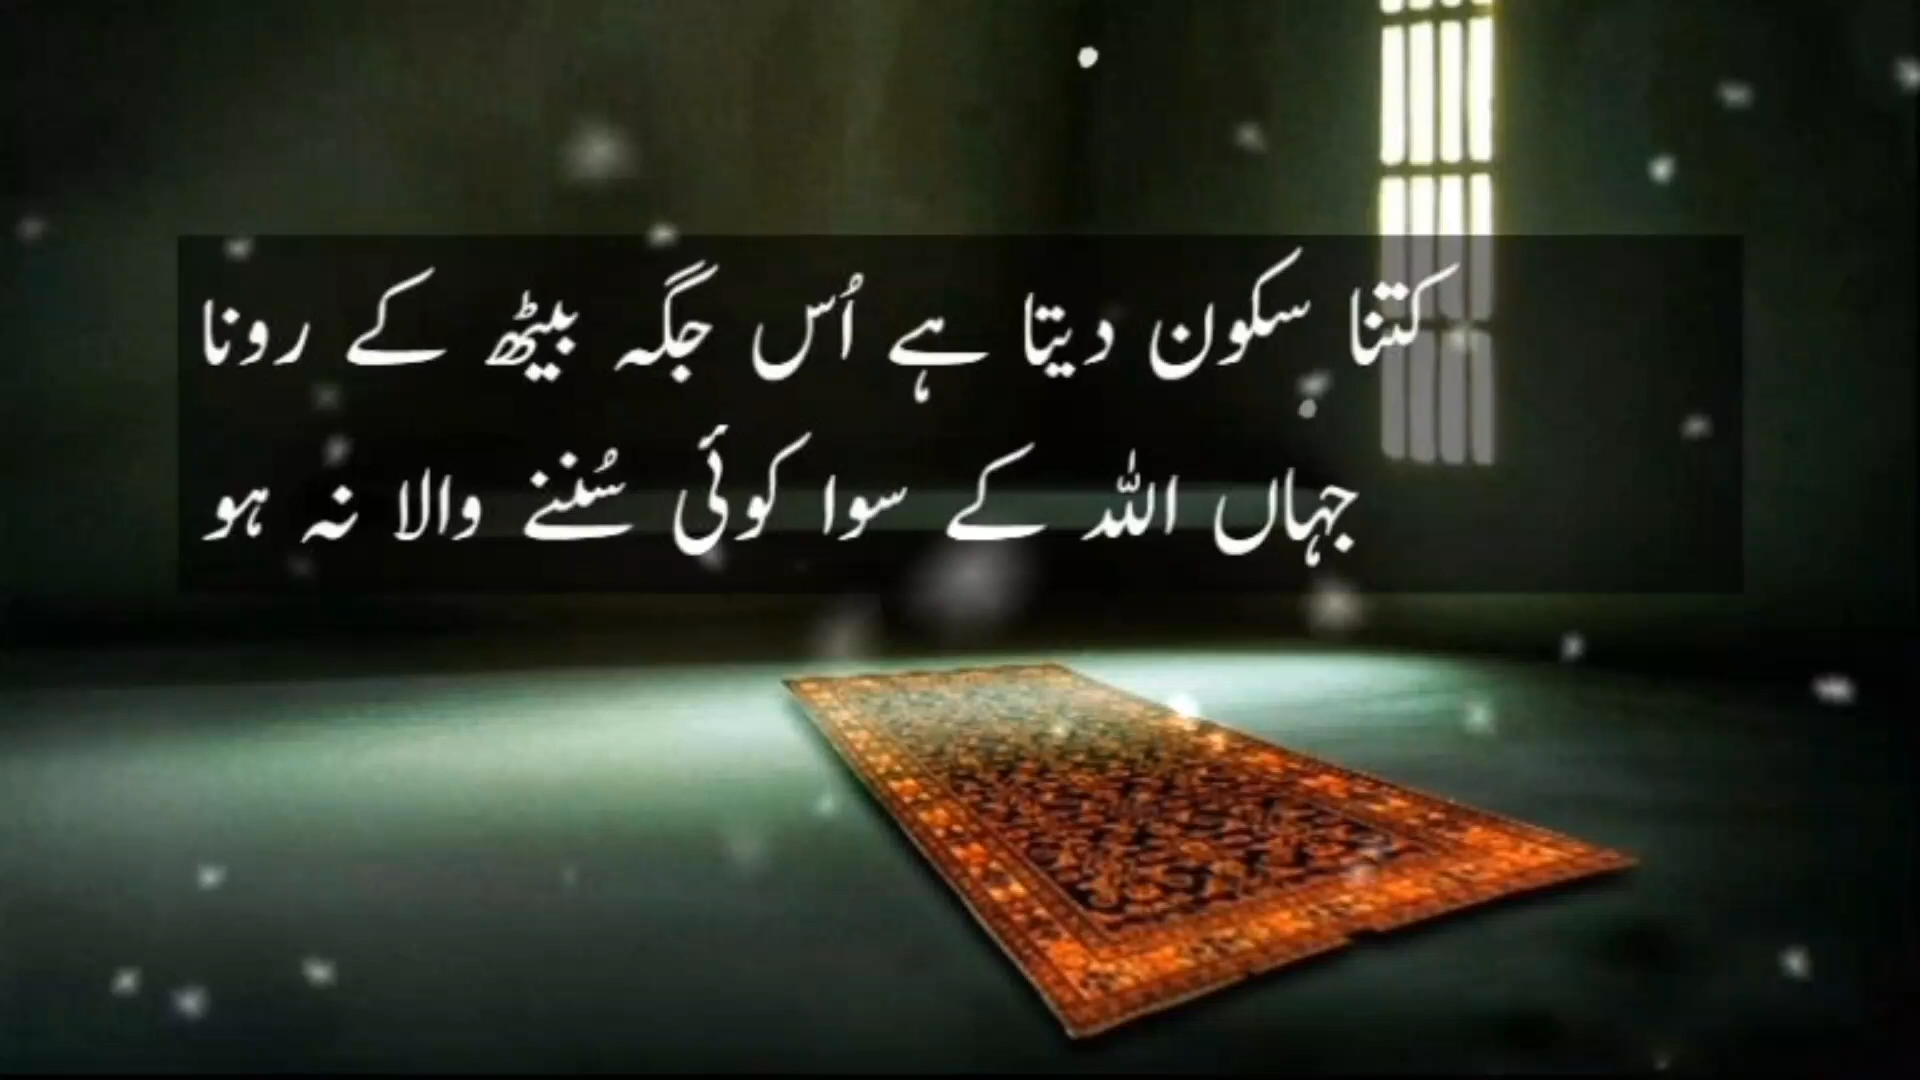 کتنا سکون دیتا ہے اُس جگہ بیٹھ کے رونا
جہاں اللہ کے سوا کوئی سُننے والا نہ ہو